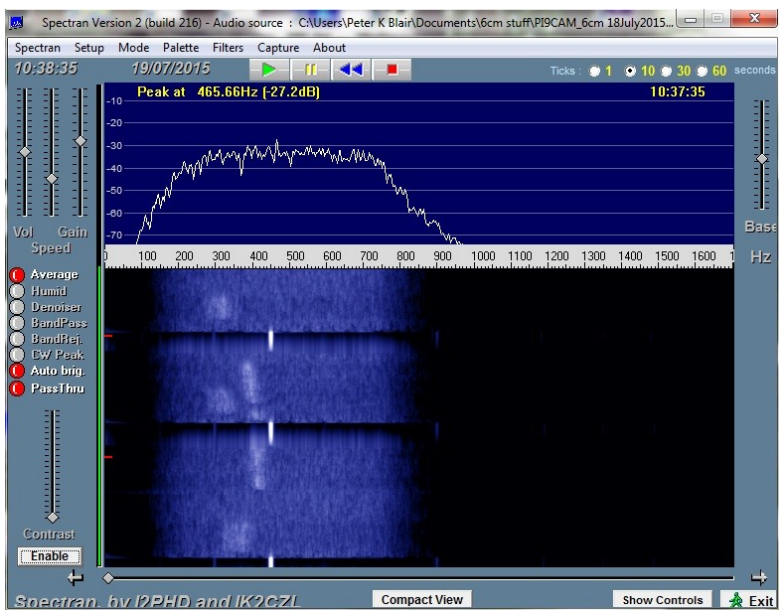 Spectran Version 2 (build 216) - Audio source : C:\Users\Peter K Blair\Documents\6cm stuff\PI9CAM_6cm 18July2015...
Spectran Setup Mode Palette Filters Capture About
10:38:35 19/07/2015 Ticks : 1 10 30 60 seconds
Peak at 465.66Hz (-27.2dB) 10:37:35
-10
-20
-30
-40
-50
-60
-70
Vol Gain
Speed
Base
0 100 200 300 400 500 600 700 800 900 1000 1100 1200 1300 1400 1500 1600 1 Hz
Average
Humid
Denoiser
BandPass
BandRej.
CW Peak
Auto brig.
PassThru
Contrast
Enable
Spectran, by I2PHD and IK2CZL Compact View Show Controls Exit